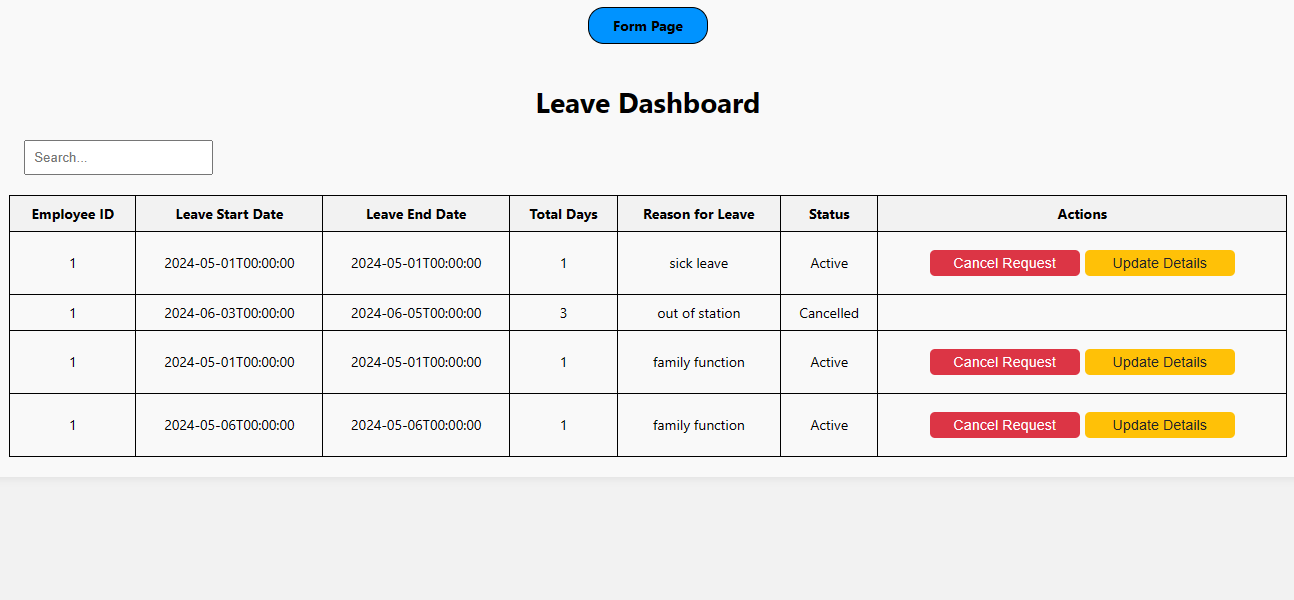 Form Page
Leave Dashboard
Search...
Employee ID Leave Start Date Leave End Date Total Days Reason for Leave Status Actions
1 2024-05-01T00:00:00 2024-05-01T00:00:00 1 sick leave Active Cancel Request Update Details
1 2024-06-03T00:00:00 2024-06-05T00:00:00 3 out of station Cancelled
1 2024-05-01T00:00:00 2024-05-01T00:00:00 1 family function Active Cancel Request Update Details
1 2024-05-06T00:00:00 2024-05-06T00:00:00 1 family function Active Cancel Request Update Details